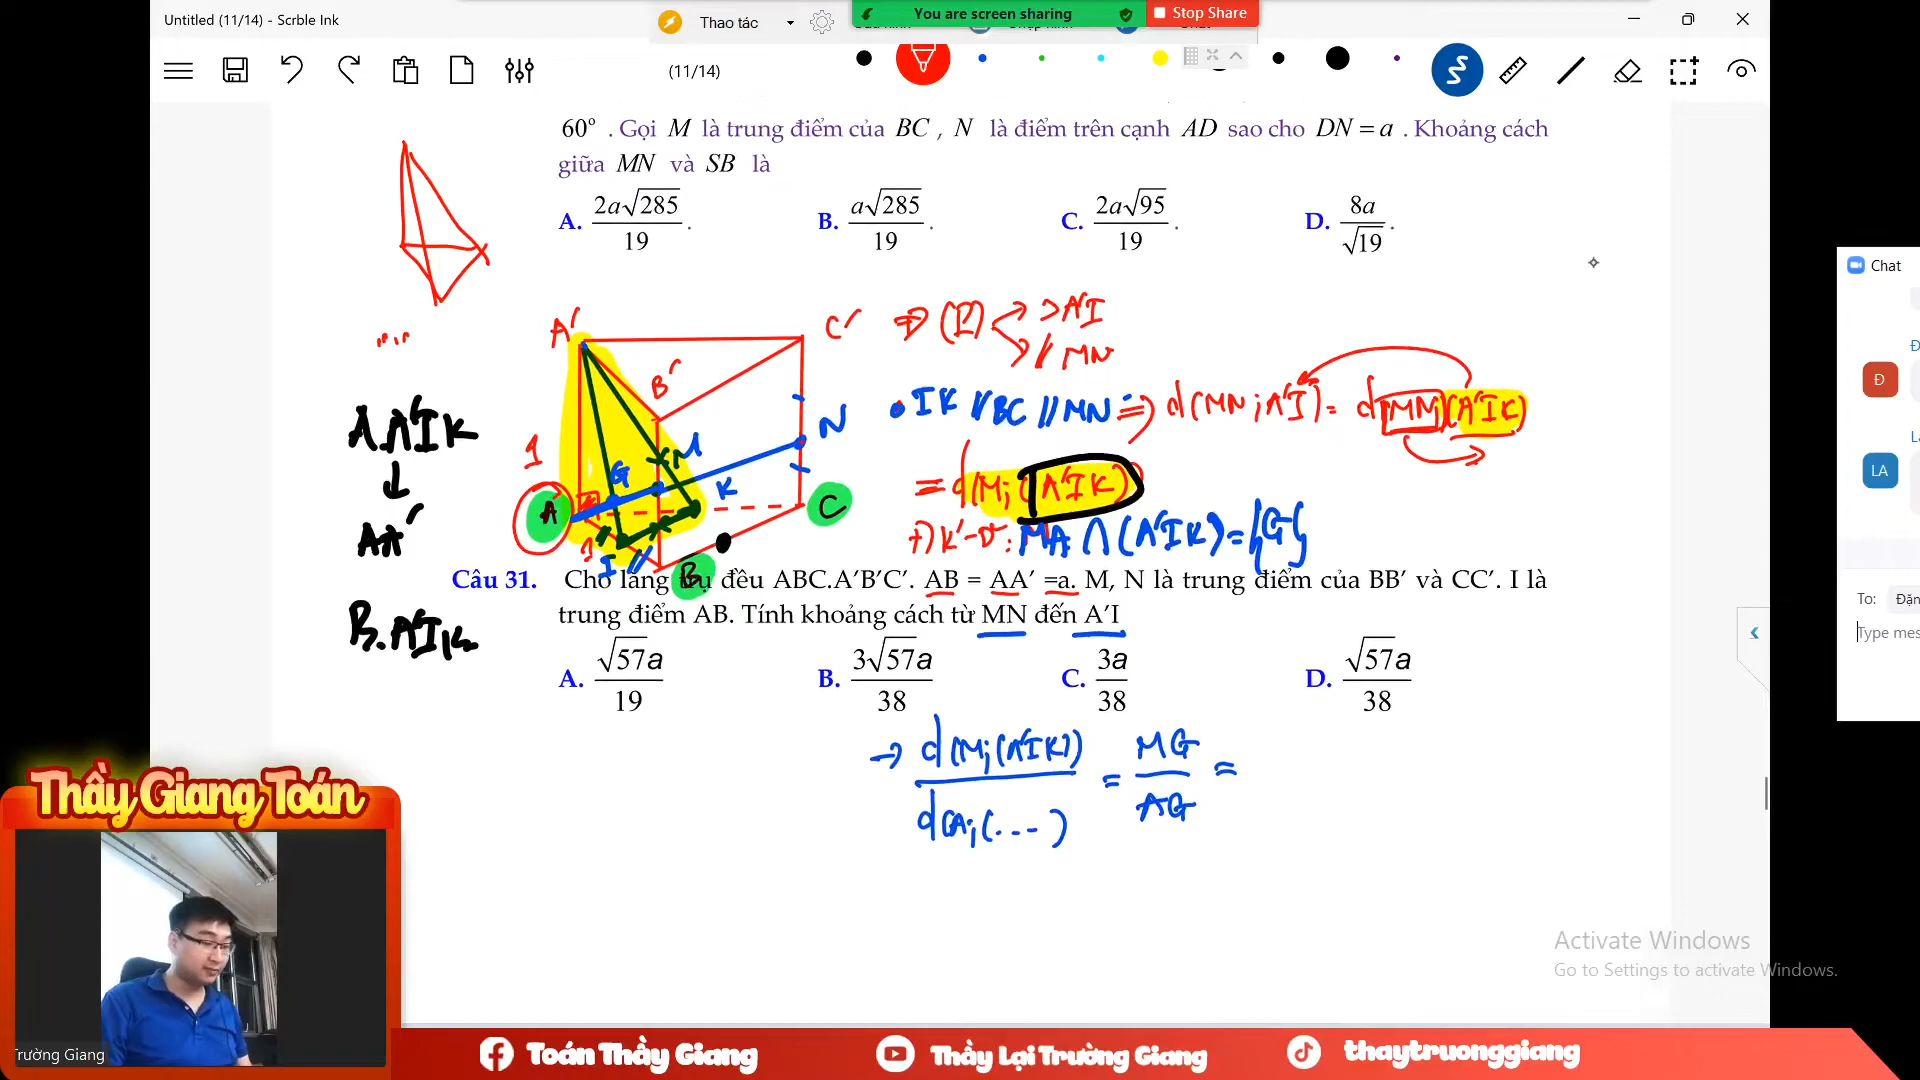 Untitled (11/14) - Scrble Ink
Thao tác
You are screen sharing
Stop Share
(11/14)
60° . Gọi M là trung điểm của BC , N là điểm trên cạnh AD sao cho DN = a . Khoảng cách
giữa MN và SB là
A. 2a√285/19 .
B. a√285/19 .
C. 2a√95/19 .
D. 8a/√19 .
A'
C'
B'
N
M
G
K
A
C
I
B
1
AA'IK
↓
AA'
B.A'IK
⇒ (P) ⊃ A'I
// MN
• IK // BC // MN ⇒ d(MN; A'I) = d(MN; (A'IK))
= d(M; (A'IK))
+) K'-D': MA ∩ (A'IK) = {G}
Câu 31. Cho lăng trụ đều ABC.A'B'C'. AB = AA' =a. M, N là trung điểm của BB' và CC'. I là
trung điểm AB. Tính khoảng cách từ MN đến A'I
A. √57a/19
B. 3√57a/38
C. 3a/38
D. √57a/38
→ d(M; (A'IK)) / d(A; (...)) = MG/AG =
Chat
Đ
LA
To: Đặn
Type mes
Activate Windows
Go to Settings to activate Windows.
Thầy Giang Toán
Trường Giang
Toán Thầy Giang
Thầy Lại Trường Giang
thaytruonggiang